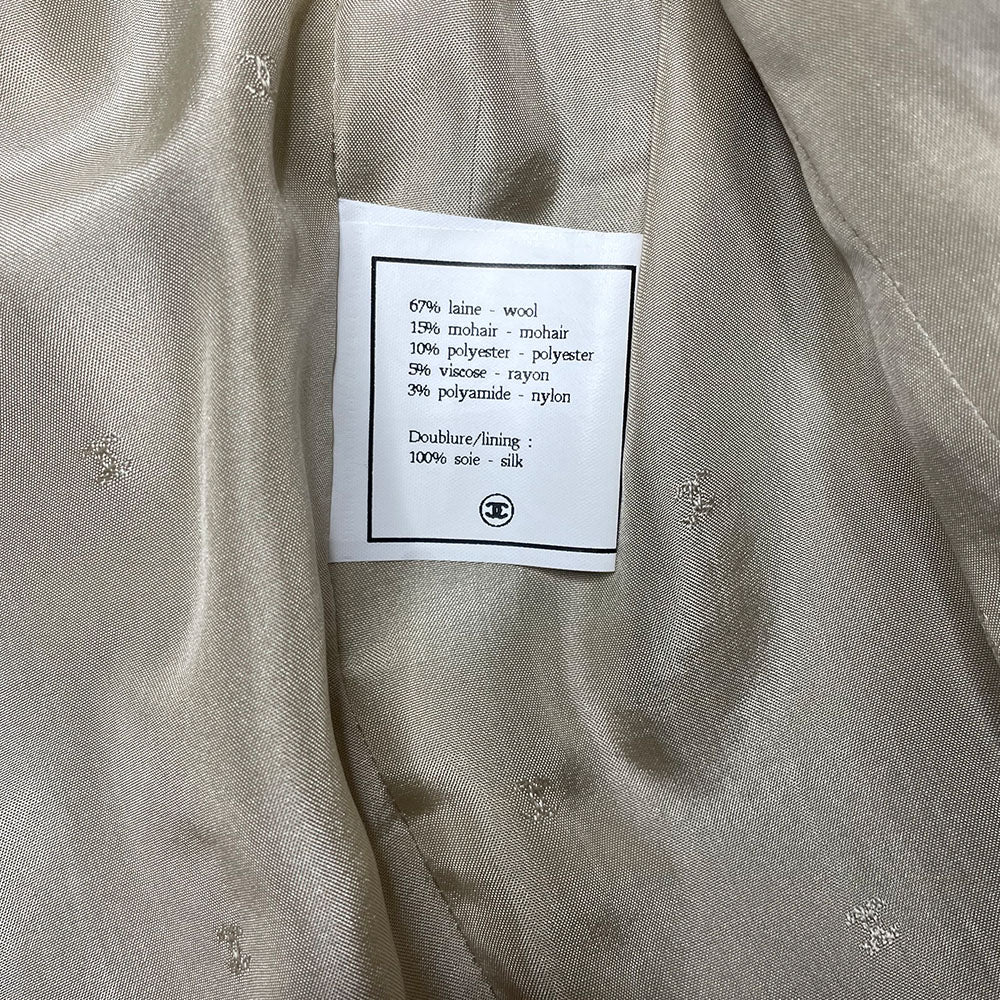 67% laine - wool
15% mohair - mohair
10% polyester - polyester
5% viscose - rayon
3% polyamide - nylon
Doublure/lining :
100% soie - silk